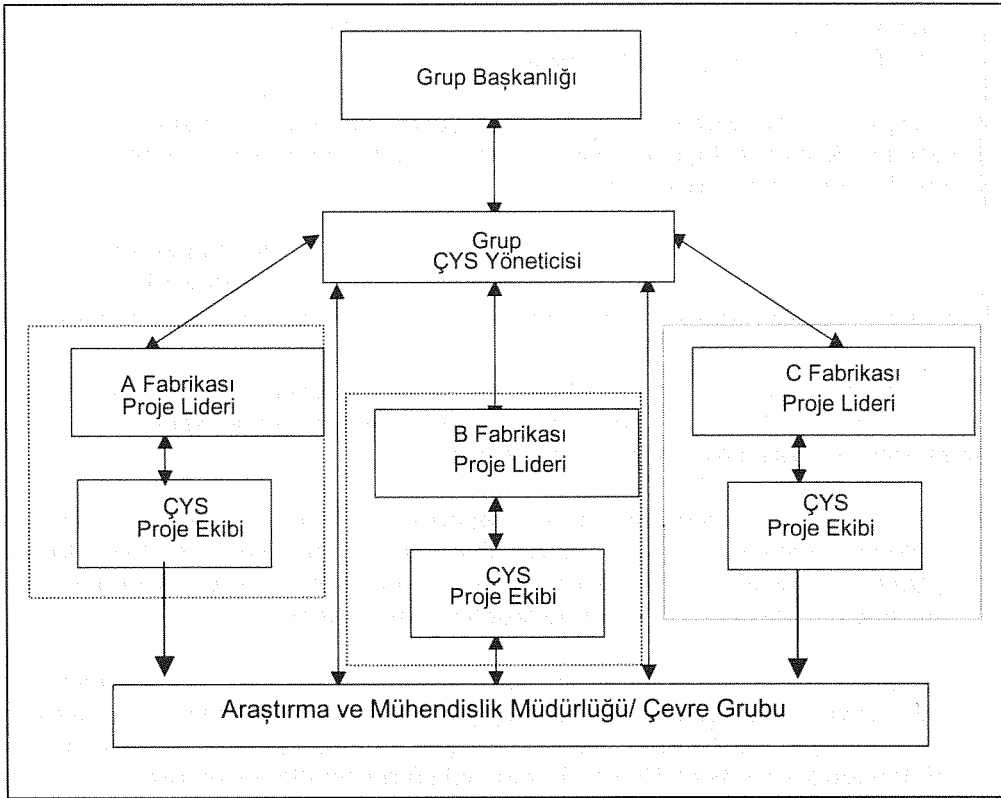 Grup Başkanlığı
Grup
ÇYS Yöneticisi
A Fabrikası
Proje Lideri
ÇYS
Proje Ekibi
B Fabrikası
Proje Lideri
ÇYS
Proje Ekibi
C Fabrikası
Proje Lideri
ÇYS
Proje Ekibi
Araştırma ve Mühendislik Müdürlüğü/ Çevre Grubu